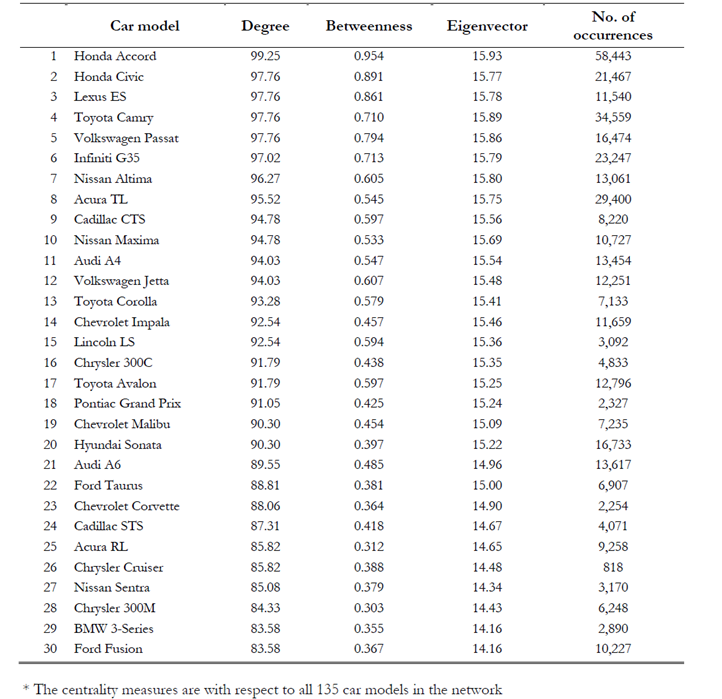 Car model Degree Betweenness Eigenvector No. of occurrences
1 Honda Accord 99.25 0.954 15.93 58,443
2 Honda Civic 97.76 0.891 15.77 21,467
3 Lexus ES 97.76 0.861 15.78 11,540
4 Toyota Camry 97.76 0.710 15.89 34,559
5 Volkswagen Passat 97.76 0.794 15.86 16,474
6 Infiniti G35 97.02 0.713 15.79 23,247
7 Nissan Altima 96.27 0.605 15.80 13,061
8 Acura TL 95.52 0.545 15.75 29,400
9 Cadillac CTS 94.78 0.597 15.56 8,220
10 Nissan Maxima 94.78 0.533 15.69 10,727
11 Audi A4 94.03 0.547 15.54 13,454
12 Volkswagen Jetta 94.03 0.607 15.48 12,251
13 Toyota Corolla 93.28 0.579 15.41 7,133
14 Chevrolet Impala 92.54 0.457 15.46 11,659
15 Lincoln LS 92.54 0.594 15.36 3,092
16 Chrysler 300C 91.79 0.438 15.35 4,833
17 Toyota Avalon 91.79 0.597 15.25 12,796
18 Pontiac Grand Prix 91.05 0.425 15.24 2,327
19 Chevrolet Malibu 90.30 0.454 15.09 7,235
20 Hyundai Sonata 90.30 0.397 15.22 16,733
21 Audi A6 89.55 0.485 14.96 13,617
22 Ford Taurus 88.81 0.381 15.00 6,907
23 Chevrolet Corvette 88.06 0.364 14.90 2,254
24 Cadillac STS 87.31 0.418 14.67 4,071
25 Acura RL 85.82 0.312 14.65 9,258
26 Chrysler Cruiser 85.82 0.388 14.48 818
27 Nissan Sentra 85.08 0.379 14.34 3,170
28 Chrysler 300M 84.33 0.303 14.43 6,248
29 BMW 3-Series 83.58 0.355 14.16 2,890
30 Ford Fusion 83.58 0.367 14.16 10,227
* The centrality measures are with respect to all 135 car models in the network